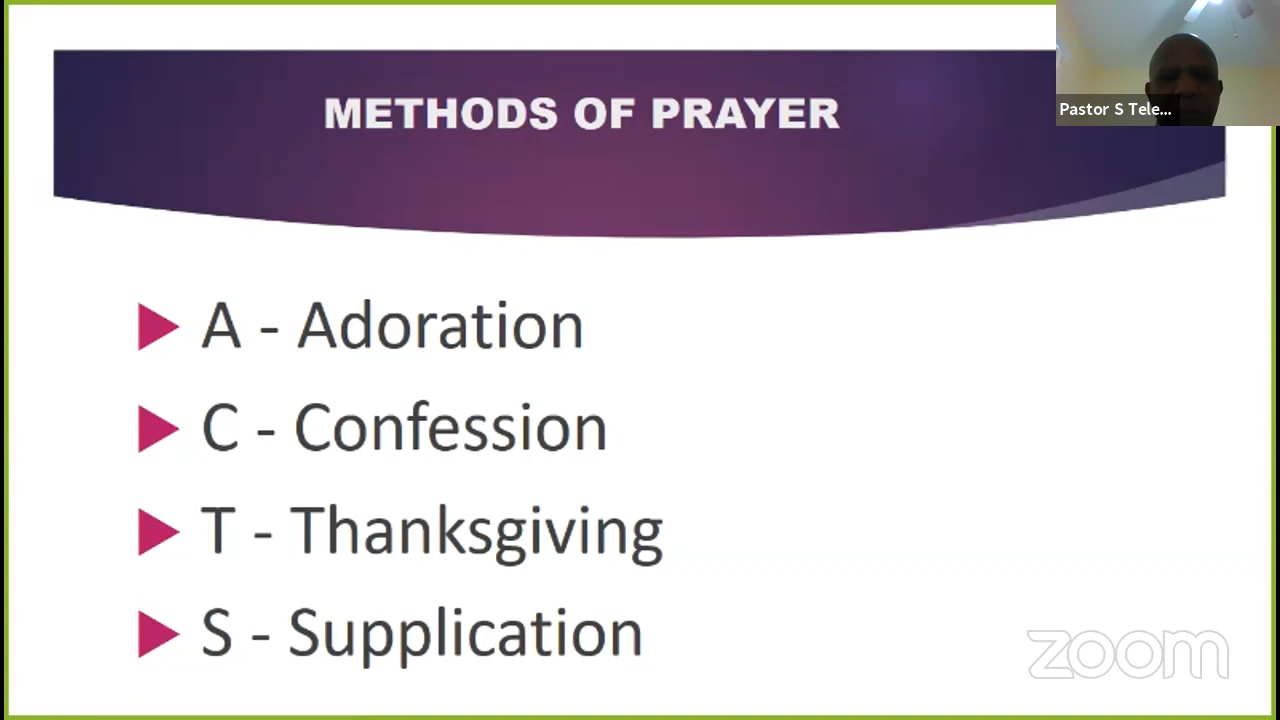 METHODS OF PRAYER
Pastor S Tele...
A - Adoration
C - Confession
T - Thanksgiving
S - Supplication
zoom